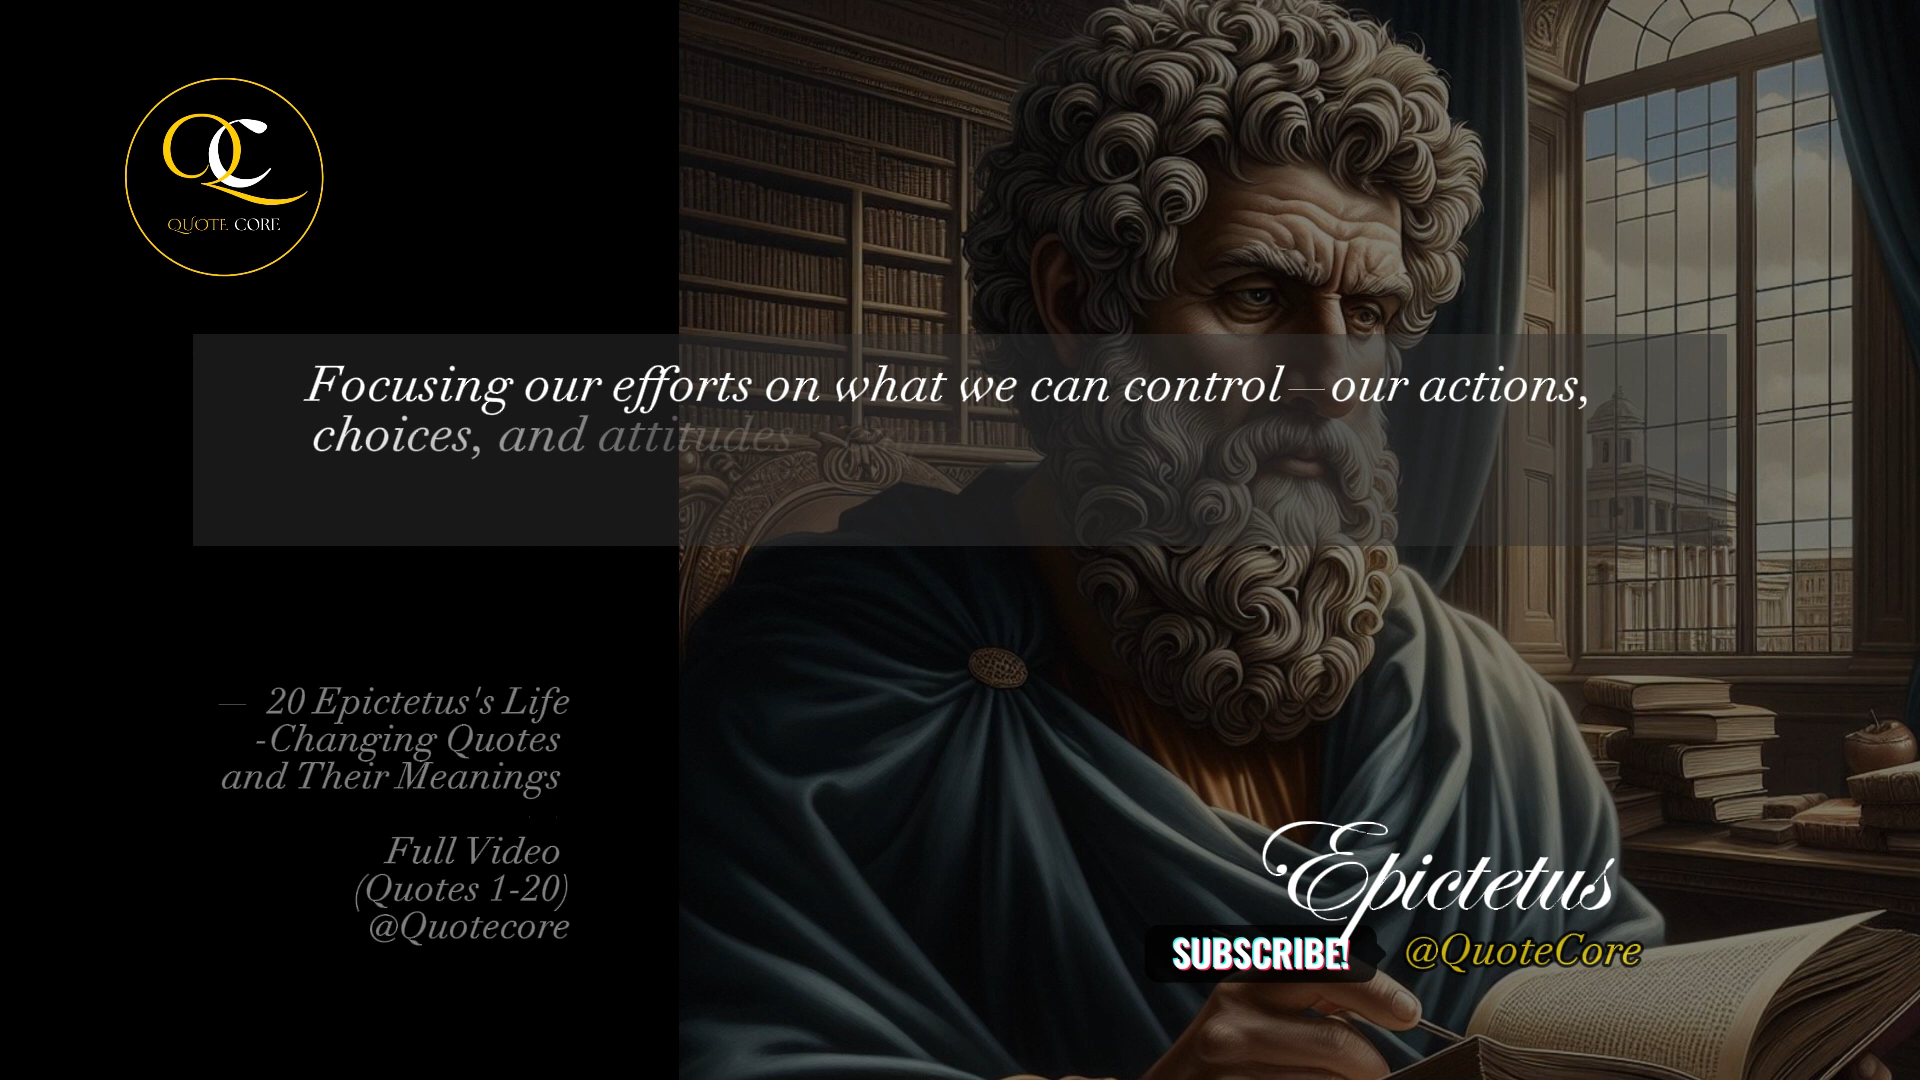 QC
QUOTE CORE
Focusing our efforts on what we can control—our actions,
choices, and attitudes
— 20 Epictetus's Life
-Changing Quotes
and Their Meanings
Full Video
(Quotes 1-20)
@Quotecore
Epictetus
SUBSCRIBE! @QuoteCore